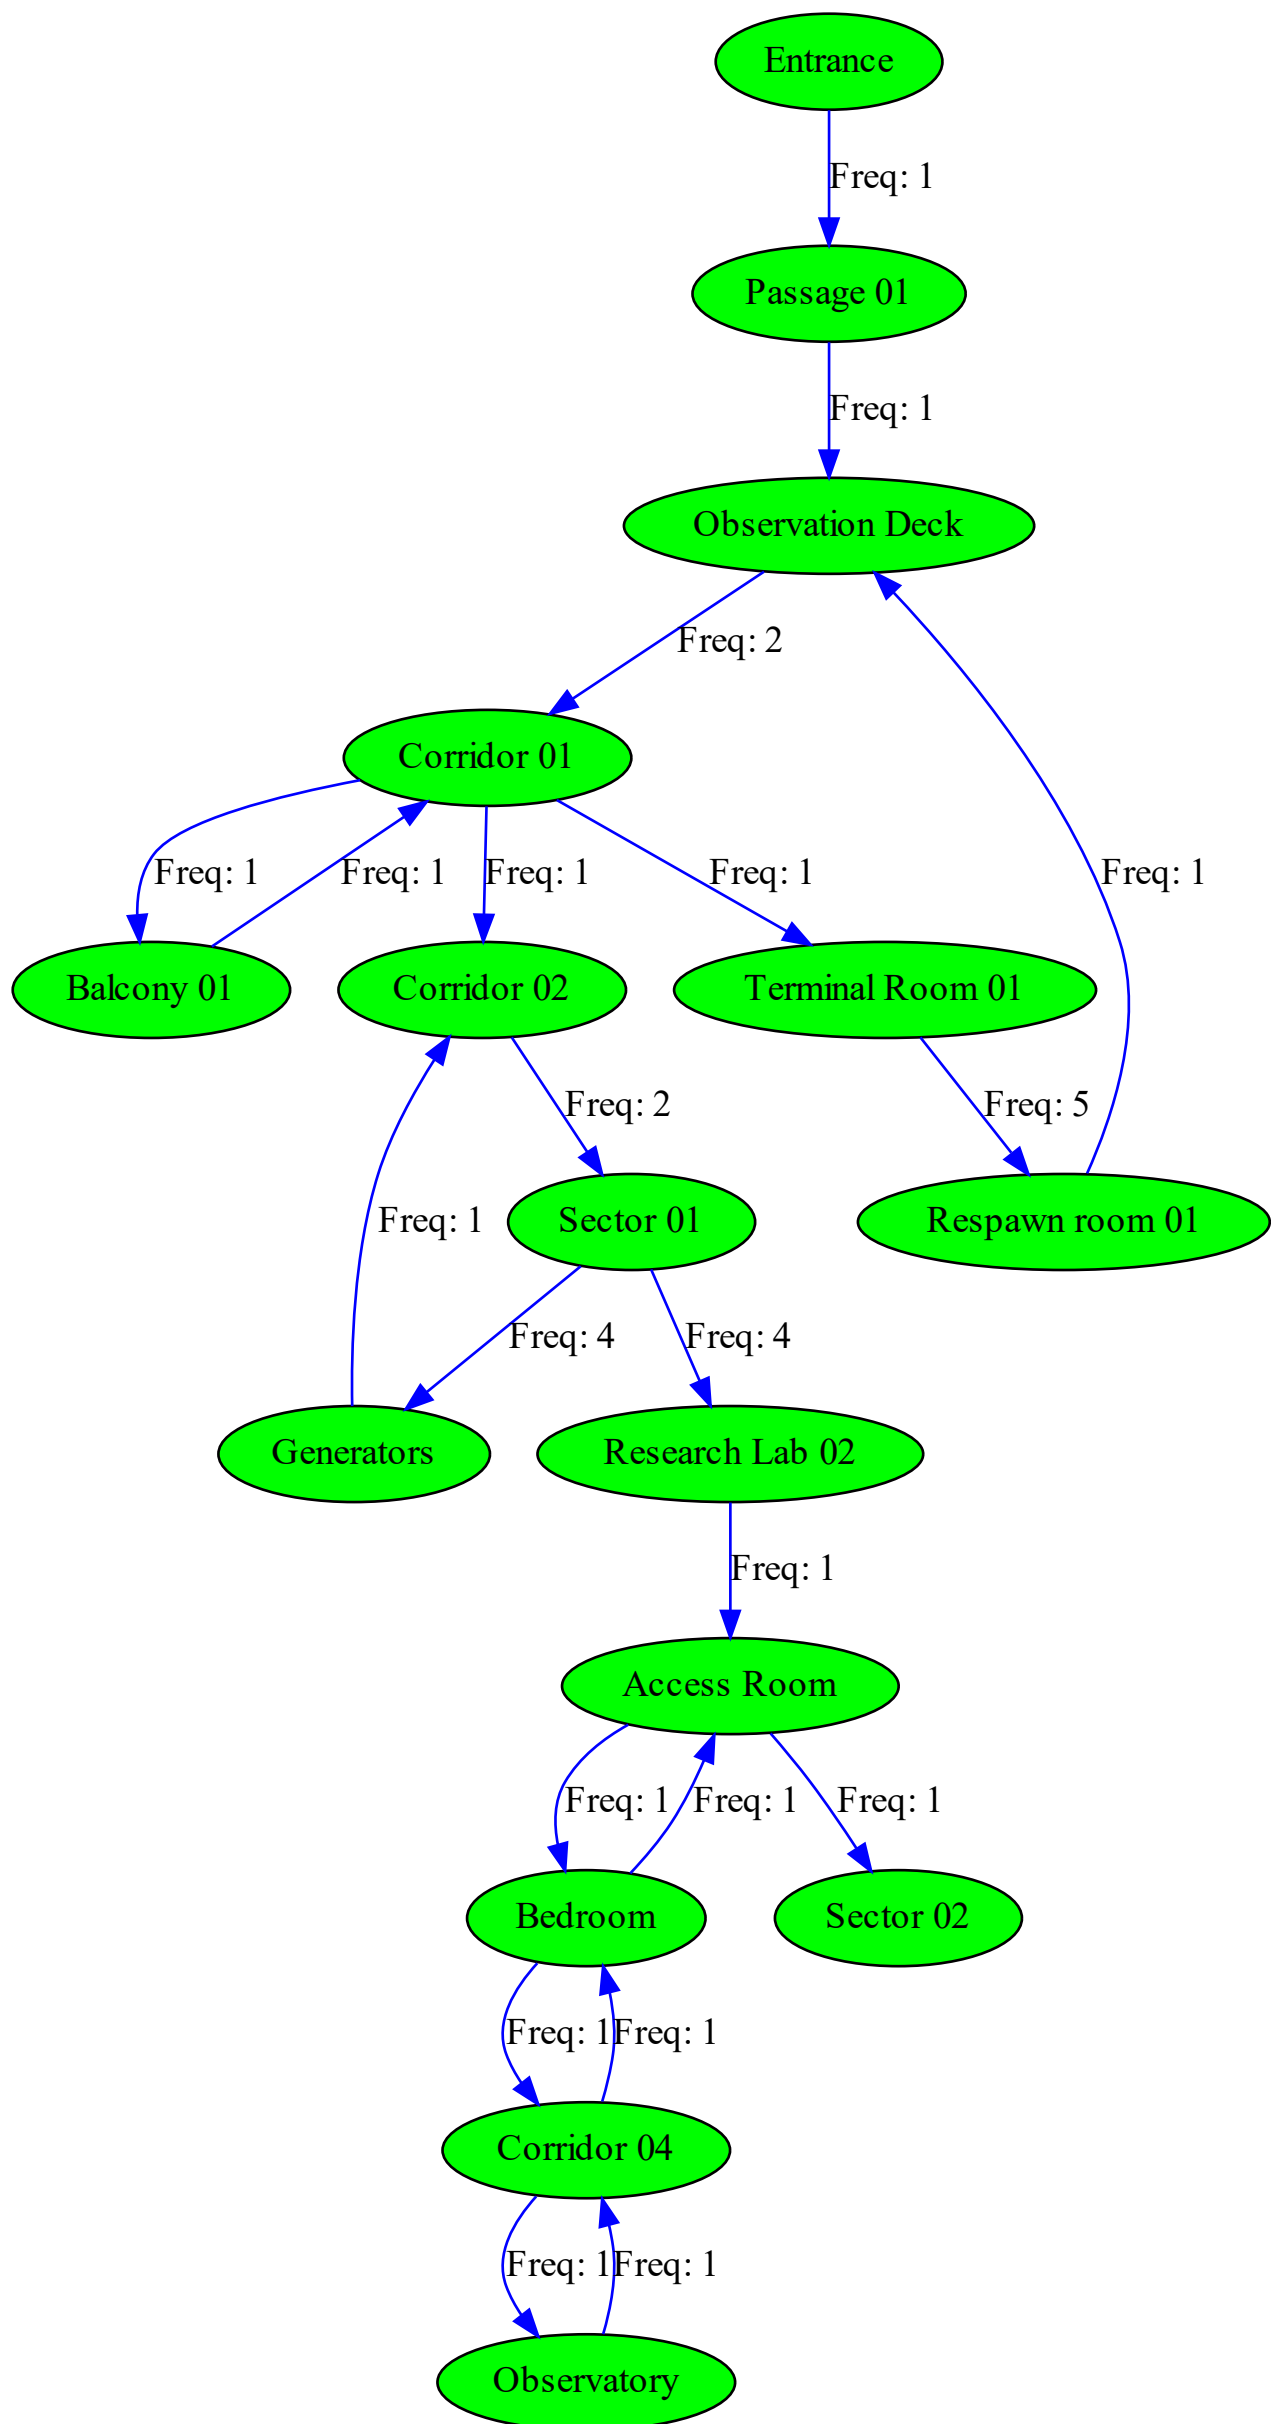 Entrance
Freq: 1
Passage 01
Freq: 1
Observation Deck
Freq: 2
Corridor 01
Freq: 1
Freq: 1
Freq: 1
Freq: 1
Freq: 1
Balcony 01
Corridor 02
Terminal Room 01
Freq: 2
Freq: 5
Freq: 1
Sector 01
Respawn room 01
Freq: 4
Freq: 4
Generators
Research Lab 02
Freq: 1
Access Room
Freq: 1
Freq: 1
Freq: 1
Bedroom
Sector 02
Freq: 1
Freq: 1
Corridor 04
Freq: 1
Freq: 1
Observatory